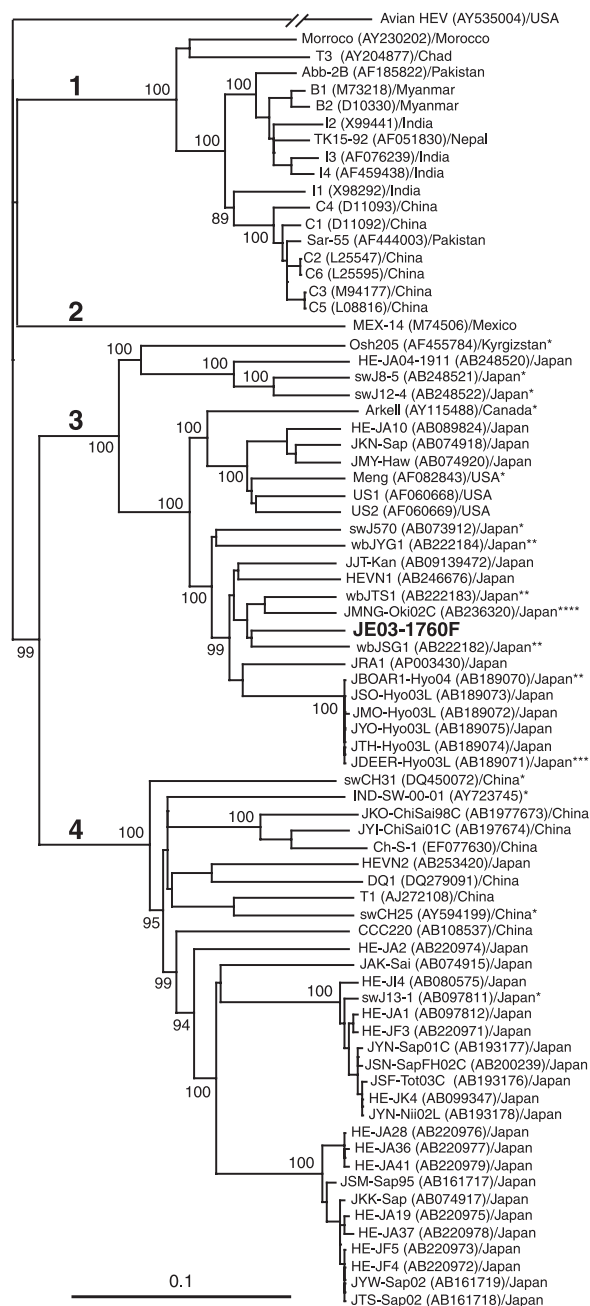 Avian HEV (AY535004)/USA
Morroco (AY230202)/Morocco
T3 (AY204877)/Chad
1
100
100
Abb-2B (AF185822)/Pakistan
B1 (M73218)/Myanmar
B2 (D10330)/Myanmar
I2 (X99441)/India
100
TK15-92 (AF051830)/Nepal
I3 (AF076239)/India
I4 (AF459438)/India
I1 (X98292)/India
89
C4 (D11093)/China
C1 (D11092)/China
100
Sar-55 (AF444003)/Pakistan
C2 (L25547)/China
C6 (L25595)/China
C3 (M94177)/China
C5 (L08816)/China
2
MEX-14 (M74506)/Mexico
Osh205 (AF455784)/Kyrgizstan*
100
HE-JA04-1911 (AB248520)/Japan
100
swJ8-5 (AB248521)/Japan*
100
swJ12-4 (AB248522)/Japan*
3
Arkell (AY115488)/Canada*
100
100
HE-JA10 (AB089824)/Japan
JKN-Sap (AB074918)/Japan
JMY-Haw (AB074920)/Japan
100
Meng (AF082843)/USA*
US1 (AF060668)/USA
100
US2 (AF060669)/USA
swJ570 (AB073912)/Japan*
wbJYG1 (AB222184)/Japan**
JJT-Kan (AB09139472)/Japan
100
HEVN1 (AB246676)/Japan
wbJTS1 (AB222183)/Japan**
JMNG-Oki02C (AB236320)/Japan****
JE03-1760F
99
99
wbJSG1 (AB222182)/Japan**
JRA1 (AP003430)/Japan
JBOAR1-Hyo04 (AB189070)/Japan**
100
JSO-Hyo03L (AB189073)/Japan
JMO-Hyo03L (AB189072)/Japan
JYO-Hyo03L (AB189075)/Japan
JTH-Hyo03L (AB189074)/Japan
JDEER-Hyo03L (AB189071)/Japan***
swCH31 (DQ450072)/China*
IND-SW-00-01 (AY723745)*
JKO-ChiSai98C (AB1977673)/China
100
4
100
JYI-ChiSai01C (AB197674)/China
Ch-S-1 (EF077630)/China
HEVN2 (AB253420)/Japan
DQ1 (DQ279091)/China
T1 (AJ272108)/China
95
swCH25 (AY594199)/China*
CCC220 (AB108537)/China
HE-JA2 (AB220974)/Japan
99
JAK-Sai (AB074915)/Japan
HE-JI4 (AB080575)/Japan
100
swJ13-1 (AB097811)/Japan*
94
HE-JA1 (AB097812)/Japan
HE-JF3 (AB220971)/Japan
JYN-Sap01C (AB193177)/Japan
JSN-SapFH02C (AB200239)/Japan
100
JSF-Tot03C (AB193176)/Japan
HE-JK4 (AB099347)/Japan
JYN-Nii02L (AB193178)/Japan
HE-JA28 (AB220976)/Japan
HE-JA36 (AB220977)/Japan
100
HE-JA41 (AB220979)/Japan
JSM-Sap95 (AB161717)/Japan
JKK-Sap (AB074917)/Japan
HE-JA19 (AB220975)/Japan
HE-JA37 (AB220978)/Japan
HE-JF5 (AB220973)/Japan
HE-JF4 (AB220972)/Japan
0.1
JYW-Sap02 (AB161719)/Japan
JTS-Sap02 (AB161718)/Japan